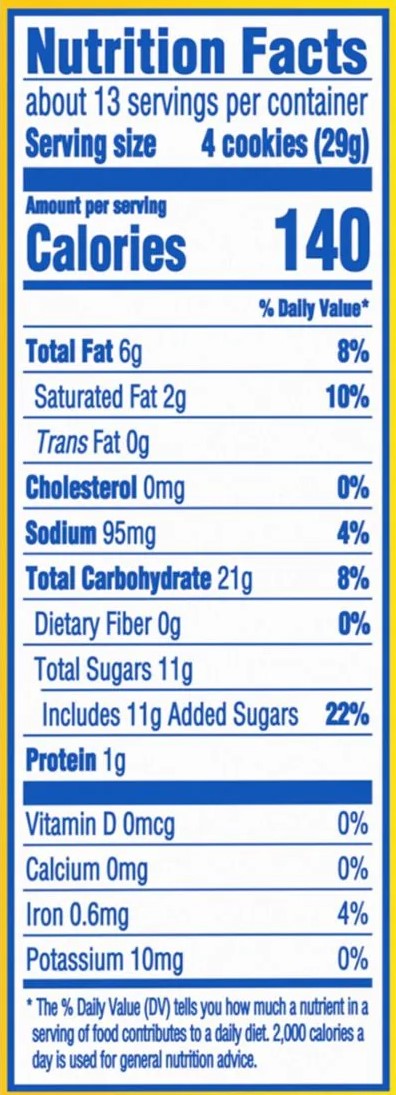 Nutrition Facts
about 13 servings per container
Serving size 4 cookies (29g)
Amount per serving
Calories 140
% Daily Value*
Total Fat 6g 8%
Saturated Fat 2g 10%
Trans Fat 0g
Cholesterol 0mg 0%
Sodium 95mg 4%
Total Carbohydrate 21g 8%
Dietary Fiber 0g 0%
Total Sugars 11g
Includes 11g Added Sugars 22%
Protein 1g
Vitamin D 0mcg 0%
Calcium 0mg 0%
Iron 0.6mg 4%
Potassium 10mg 0%
* The % Daily Value (DV) tells you how much a nutrient in a
serving of food contributes to a daily diet. 2,000 calories a
day is used for general nutrition advice.